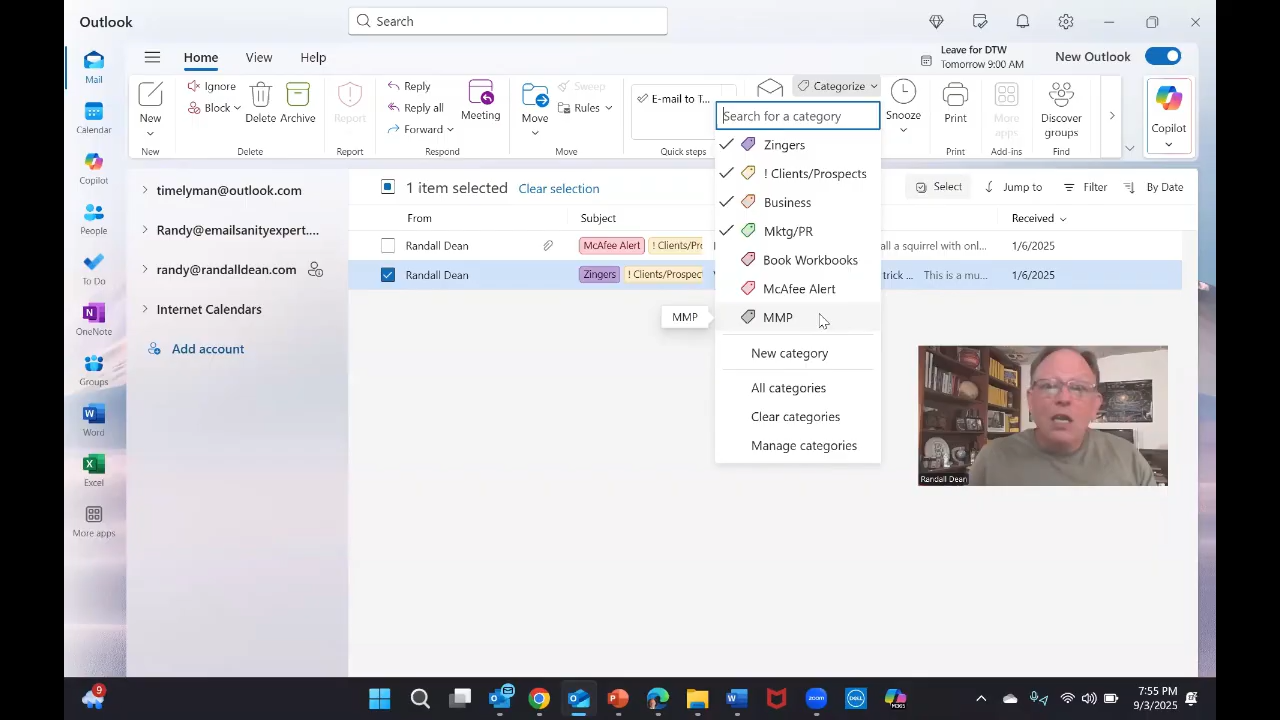 Outlook
Search
Home
View
Help
Leave for DTW
Tomorrow 9:00 AM
New Outlook
Mail
Calendar
Copilot
People
To Do
OneNote
Groups
Word
Excel
More apps
New
New
Ignore
Block
Delete
Archive
Delete
Report
Report
Reply
Reply all
Forward
Meeting
Respond
Move
Sweep
Rules
Move
E-mail to T...
Quick steps
Categorize
Snooze
Print
Print
More apps
Add-ins
Discover groups
Find
Copilot
timelyman@outlook.com
Randy@emailsanityexpert....
randy@randalldean.com
Internet Calendars
Add account
1 item selected
Clear selection
Select
Jump to
Filter
By Date
From
Subject
Received
Randall Dean
McAfee Alert
! Clients/Pr
all a squirrel with onl...
1/6/2025
Randall Dean
Zingers
! Clients/Prospec
trick ...
This is a mu...
1/6/2025
Search for a category
Zingers
! Clients/Prospects
Business
Mktg/PR
Book Workbooks
McAfee Alert
MMP
MMP
New category
All categories
Clear categories
Manage categories
Randall Dean
9
W
zoom
DELL
M365
7:55 PM
9/3/2025